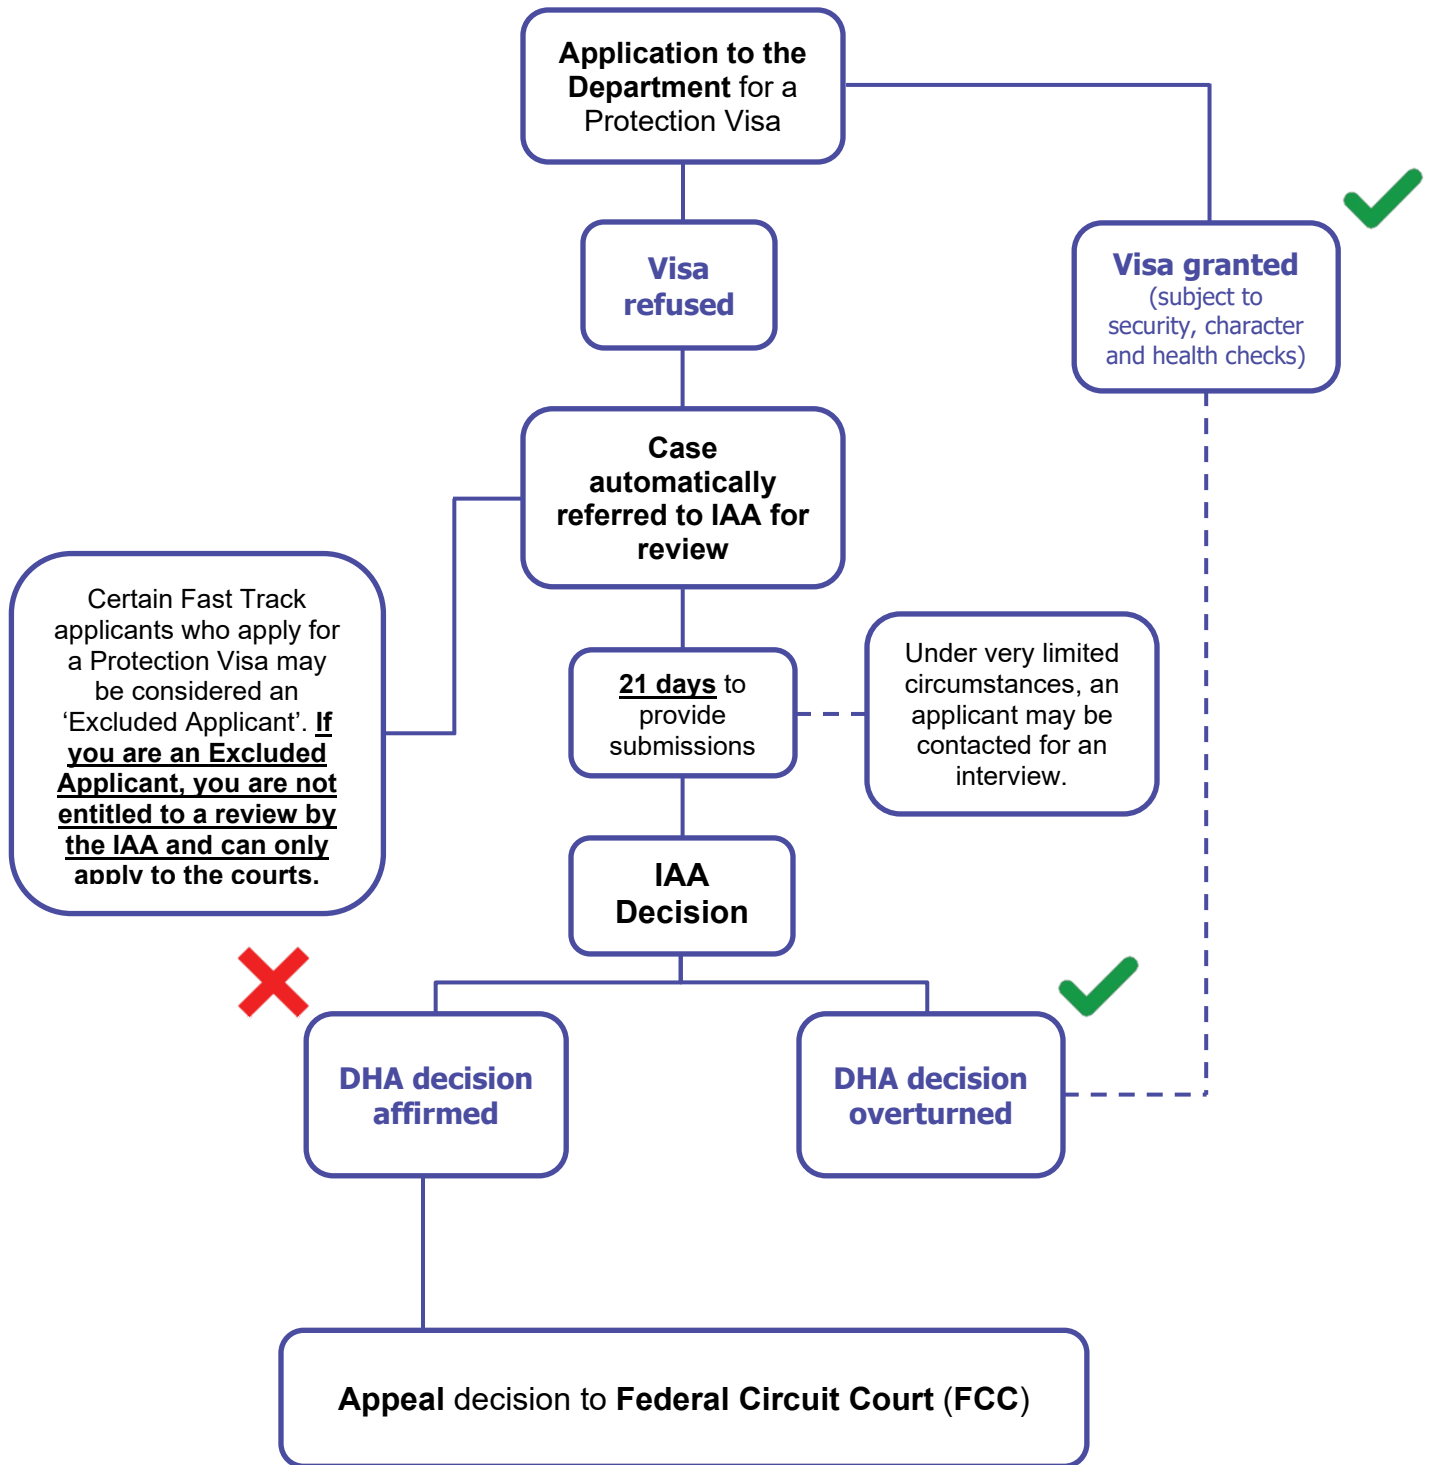 Application to the
Department for a
Protection Visa
Visa
refused
Visa granted
(subject to
security, character
and health checks)
Case
automatically
referred to IAA for
review
Certain Fast Track
applicants who apply for
a Protection Visa may
be considered an
‘Excluded Applicant’. If
you are an Excluded
Applicant, you are not
entitled to a review by
the IAA and can only
apply to the courts.
21 days to
provide
submissions
Under very limited
circumstances, an
applicant may be
contacted for an
interview.
IAA
Decision
DHA decision
affirmed
DHA decision
overturned
Appeal decision to Federal Circuit Court (FCC)